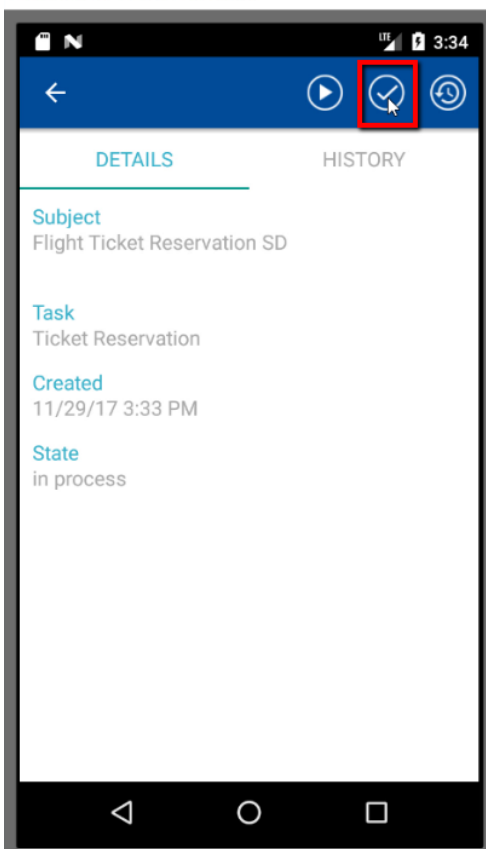 LTE 3:34
DETAILS HISTORY
Subject
Flight Ticket Reservation SD
Task
Ticket Reservation
Created
11/29/17 3:33 PM
State
in process